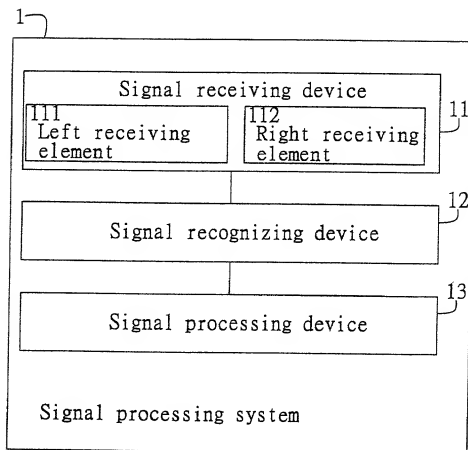 1
Signal receiving device
111
Left receiving
element
112
Right receiving
element
11
12
Signal recognizing device
13
Signal processing device
Signal processing system